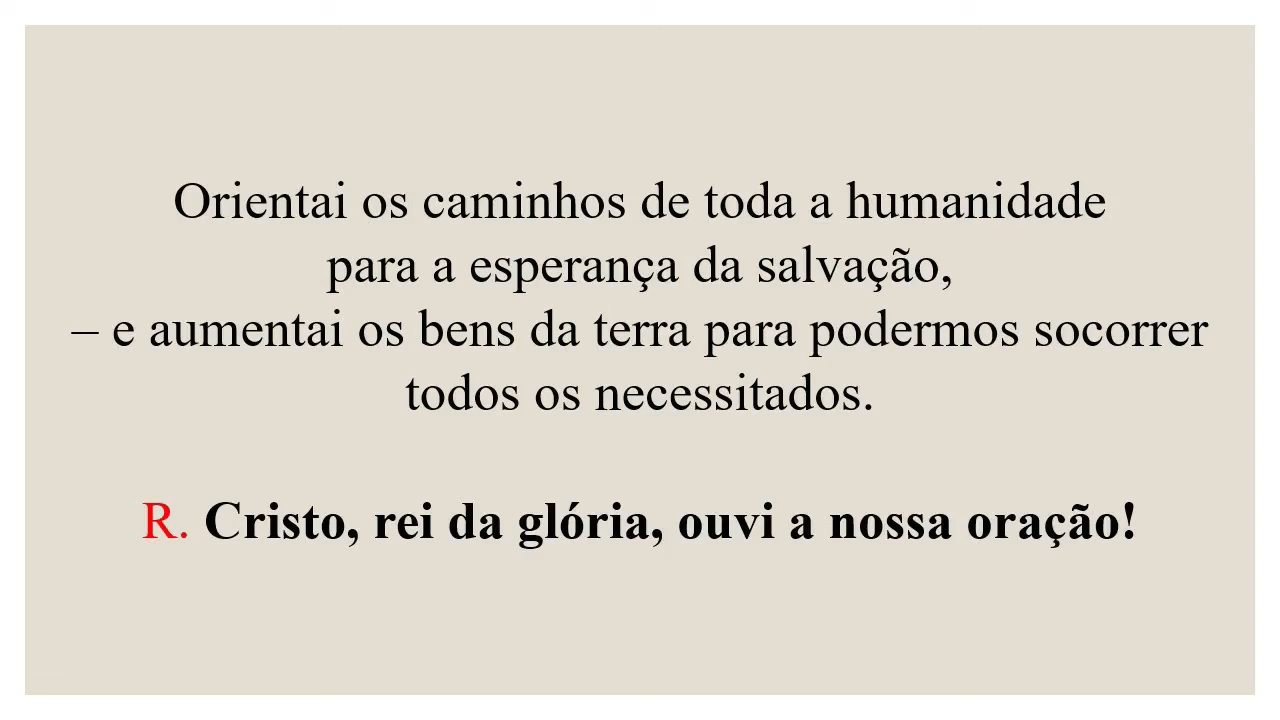 Orientai os caminhos de toda a humanidade
para a esperança da salvação,
– e aumentai os bens da terra para podermos socorrer
todos os necessitados.
R. Cristo, rei da glória, ouvi a nossa oração!